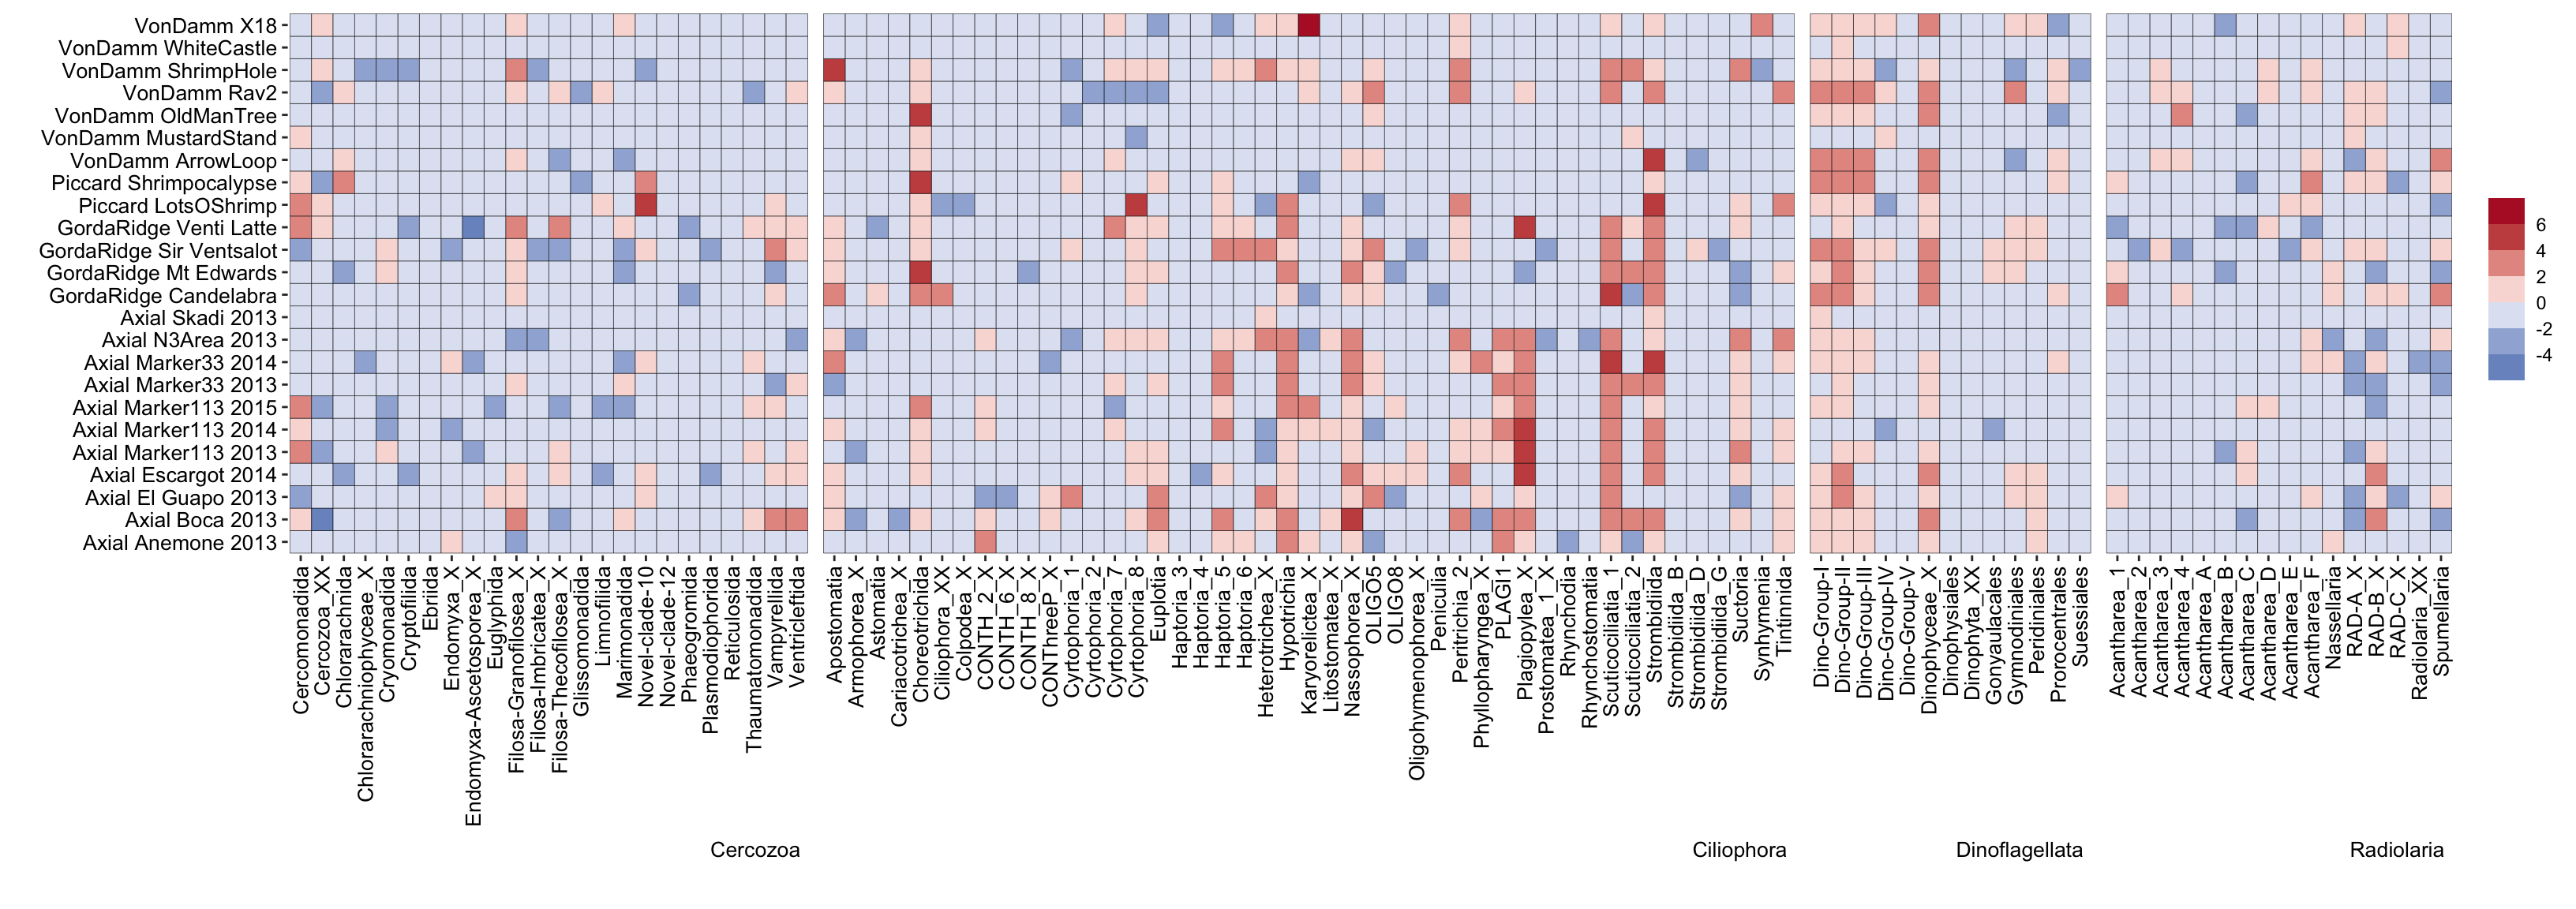 VonDamm X18
VonDamm WhiteCastle
VonDamm ShrimpHole
VonDamm Rav2
VonDamm OldManTree
VonDamm MustardStand
VonDamm ArrowLoop
Piccard Shrimpocalypse
Piccard LotsOShrimp
GordaRidge Venti Latte
GordaRidge Sir Ventsalot
GordaRidge Mt Edwards
GordaRidge Candelabra
Axial Skadi 2013
Axial N3Area 2013
Axial Marker33 2014
Axial Marker33 2013
Axial Marker113 2015
Axial Marker113 2014
Axial Marker113 2013
Axial Escargot 2014
Axial El Guapo 2013
Axial Boca 2013
Axial Anemone 2013
Cercomonadida
Cercozoa_XX
Chlorarachnida
Chlorarachniophyceae_X
Cryomonadida
Cryptofilida
Ebriida
Endomyxa_X
Endomyxa-Ascetosporea_X
Euglyphida
Filosa-Granofilosea_X
Filosa-Imbricatea_X
Filosa-Thecofilosea_X
Glissomonadida
Limnofilida
Marimonadida
Novel-clade-10
Novel-clade-12
Phaeogromida
Plasmodiophorida
Reticulosida
Thaumatomonadida
Vampyrellida
Ventricleftida
Apostomatia
Armophorea_X
Astomatia
Cariacotrichea_X
Choreotrichida
Ciliophora_XX
Colpodea_X
CONTH_2_X
CONTH_6_X
CONTH_8_X
CONThreeP_X
Cyrtophoria_1
Cyrtophoria_2
Cyrtophoria_7
Cyrtophoria_8
Euplotia
Haptoria_3
Haptoria_4
Haptoria_5
Haptoria_6
Heterotrichea_X
Hypotrichia
Karyorelictea_X
Litostomatea_X
Nassophorea_X
OLIGO5
OLIGO8
Oligohymenophorea_X
Peniculia
Peritrichia_2
Phyllopharyngea_X
PLAGI1
Plagiopylea_X
Prostomatea_1_X
Rhynchodia
Rhynchostomatia
Scuticociliatia_1
Scuticociliatia_2
Strombidiida
Strombidiida_B
Strombidiida_D
Strombidiida_G
Suctoria
Synhymenia
Tintinnida
Dino-Group-I
Dino-Group-II
Dino-Group-III
Dino-Group-IV
Dino-Group-V
Dinophyceae_X
Dinophysiales
Dinophyta_XX
Gonyaulacales
Gymnodiniales
Peridiniales
Prorocentrales
Suessiales
Acantharea_1
Acantharea_2
Acantharea_3
Acantharea_4
Acantharea_A
Acantharea_B
Acantharea_C
Acantharea_D
Acantharea_E
Acantharea_F
Nassellaria
RAD-A_X
RAD-B_X
RAD-C_X
Radiolaria_XX
Spumellaria
Cercozoa
Ciliophora
Dinoflagellata
Radiolaria
6
4
2
0
-2
-4